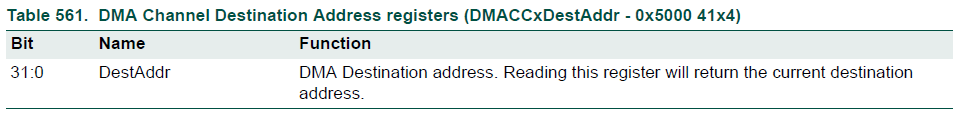 Table 561. DMA Channel Destination Address registers (DMACCxDestAddr - 0x5000 41x4)
Bit Name Function
31:0 DestAddr DMA Destination address. Reading this register will return the current destination
address.